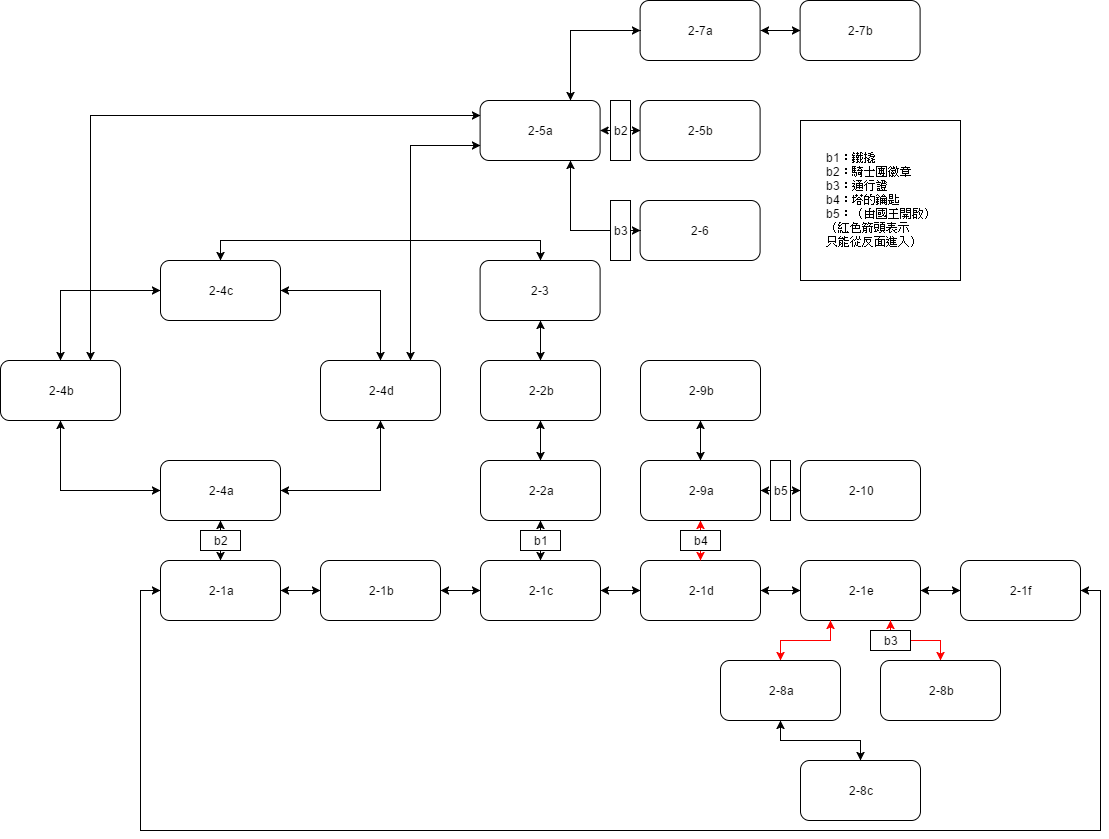 2-7a
2-7b
2-5a
b2
2-5b
b1：鐵撬
b2：騎士團徽章
b3：通行證
b4：塔的鑰匙
b5：（由國王開啟）
（紅色箭頭表示
只能從反面進入）
b3
2-6
2-4c
2-3
2-4b
2-4d
2-2b
2-9b
2-4a
2-2a
2-9a
b5
2-10
b2
b1
b4
2-1a
2-1b
2-1c
2-1d
2-1e
2-1f
b3
2-8a
2-8b
2-8c